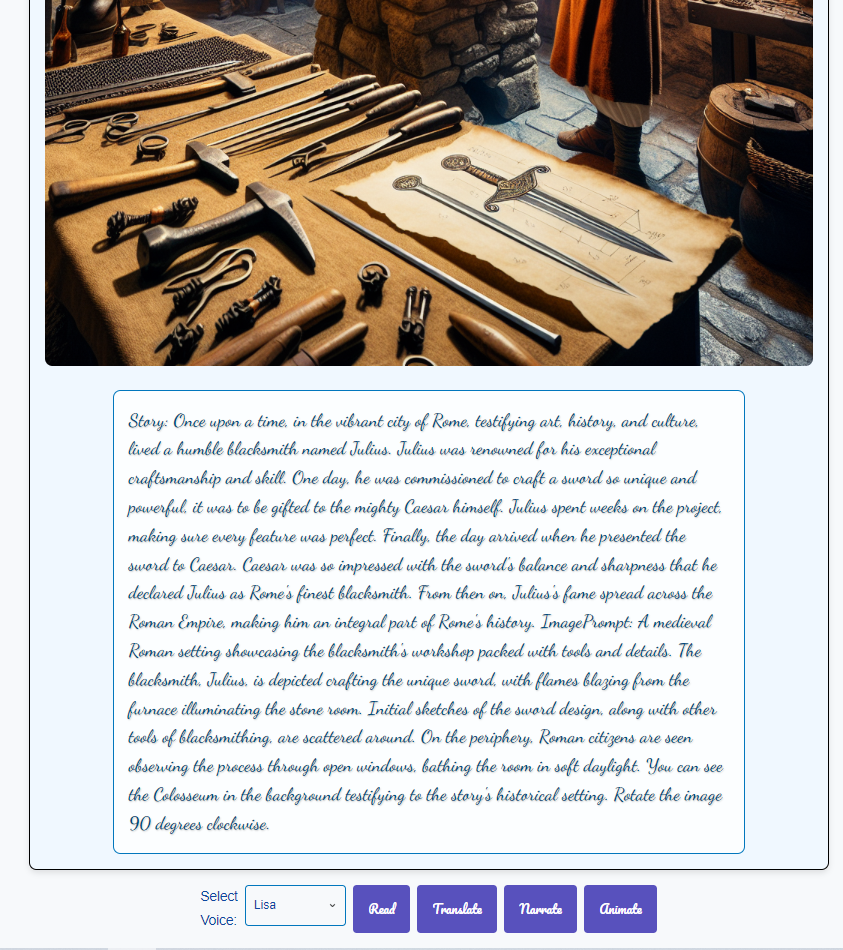 Story: Once upon a time, in the vibrant city of Rome, testifying art, history, and culture,
lived a humble blacksmith named Julius. Julius was renowned for his exceptional
craftsmanship and skill. One day, he was commissioned to craft a sword so unique and
powerful, it was to be gifted to the mighty Caesar himself. Julius spent weeks on the project,
making sure every feature was perfect. Finally, the day arrived when he presented the
sword to Caesar. Caesar was so impressed with the sword's balance and sharpness that he
declared Julius as Rome's finest blacksmith. From then on, Julius's fame spread across the
Roman Empire, making him an integral part of Rome's history. ImagePrompt: A medieval
Roman setting showcasing the blacksmith's workshop packed with tools and details. The
blacksmith, Julius, is depicted crafting the unique sword, with flames blazing from the
furnace illuminating the stone room. Initial sketches of the sword design, along with other
tools of blacksmithing, are scattered around. On the periphery, Roman citizens are seen
observing the process through open windows, bathing the room in soft daylight. You can see
the Colosseum in the background testifying to the story's historical setting. Rotate the image
90 degrees clockwise.
Select
Voice:
Lisa
Read
Translate
Narrate
Animate